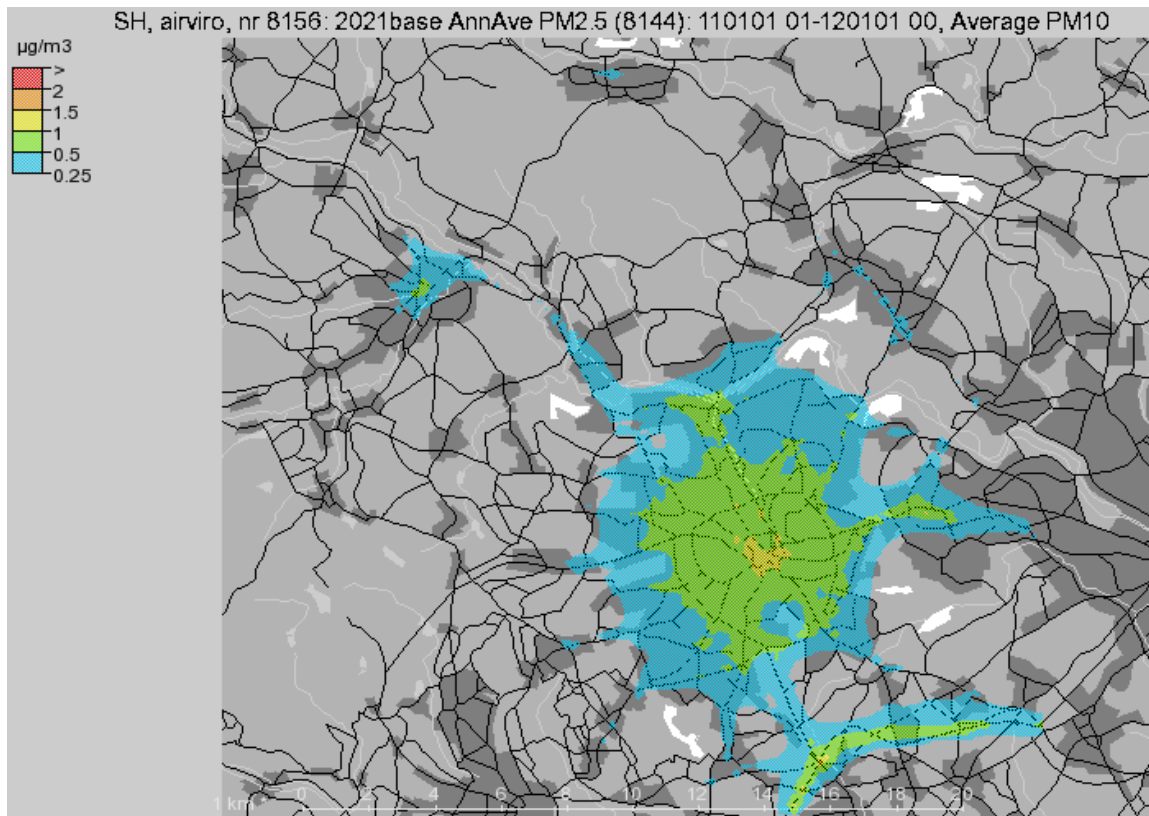 SH, airviro, nr 8156: 2021base AnnAve PM2.5 (8144): 110101 01-120101 00, Average PM10
µg/m3
>
2
1.5
1
0.5
0.25
1 km * 0 2 4 6 8 10 12 14 16 18 20